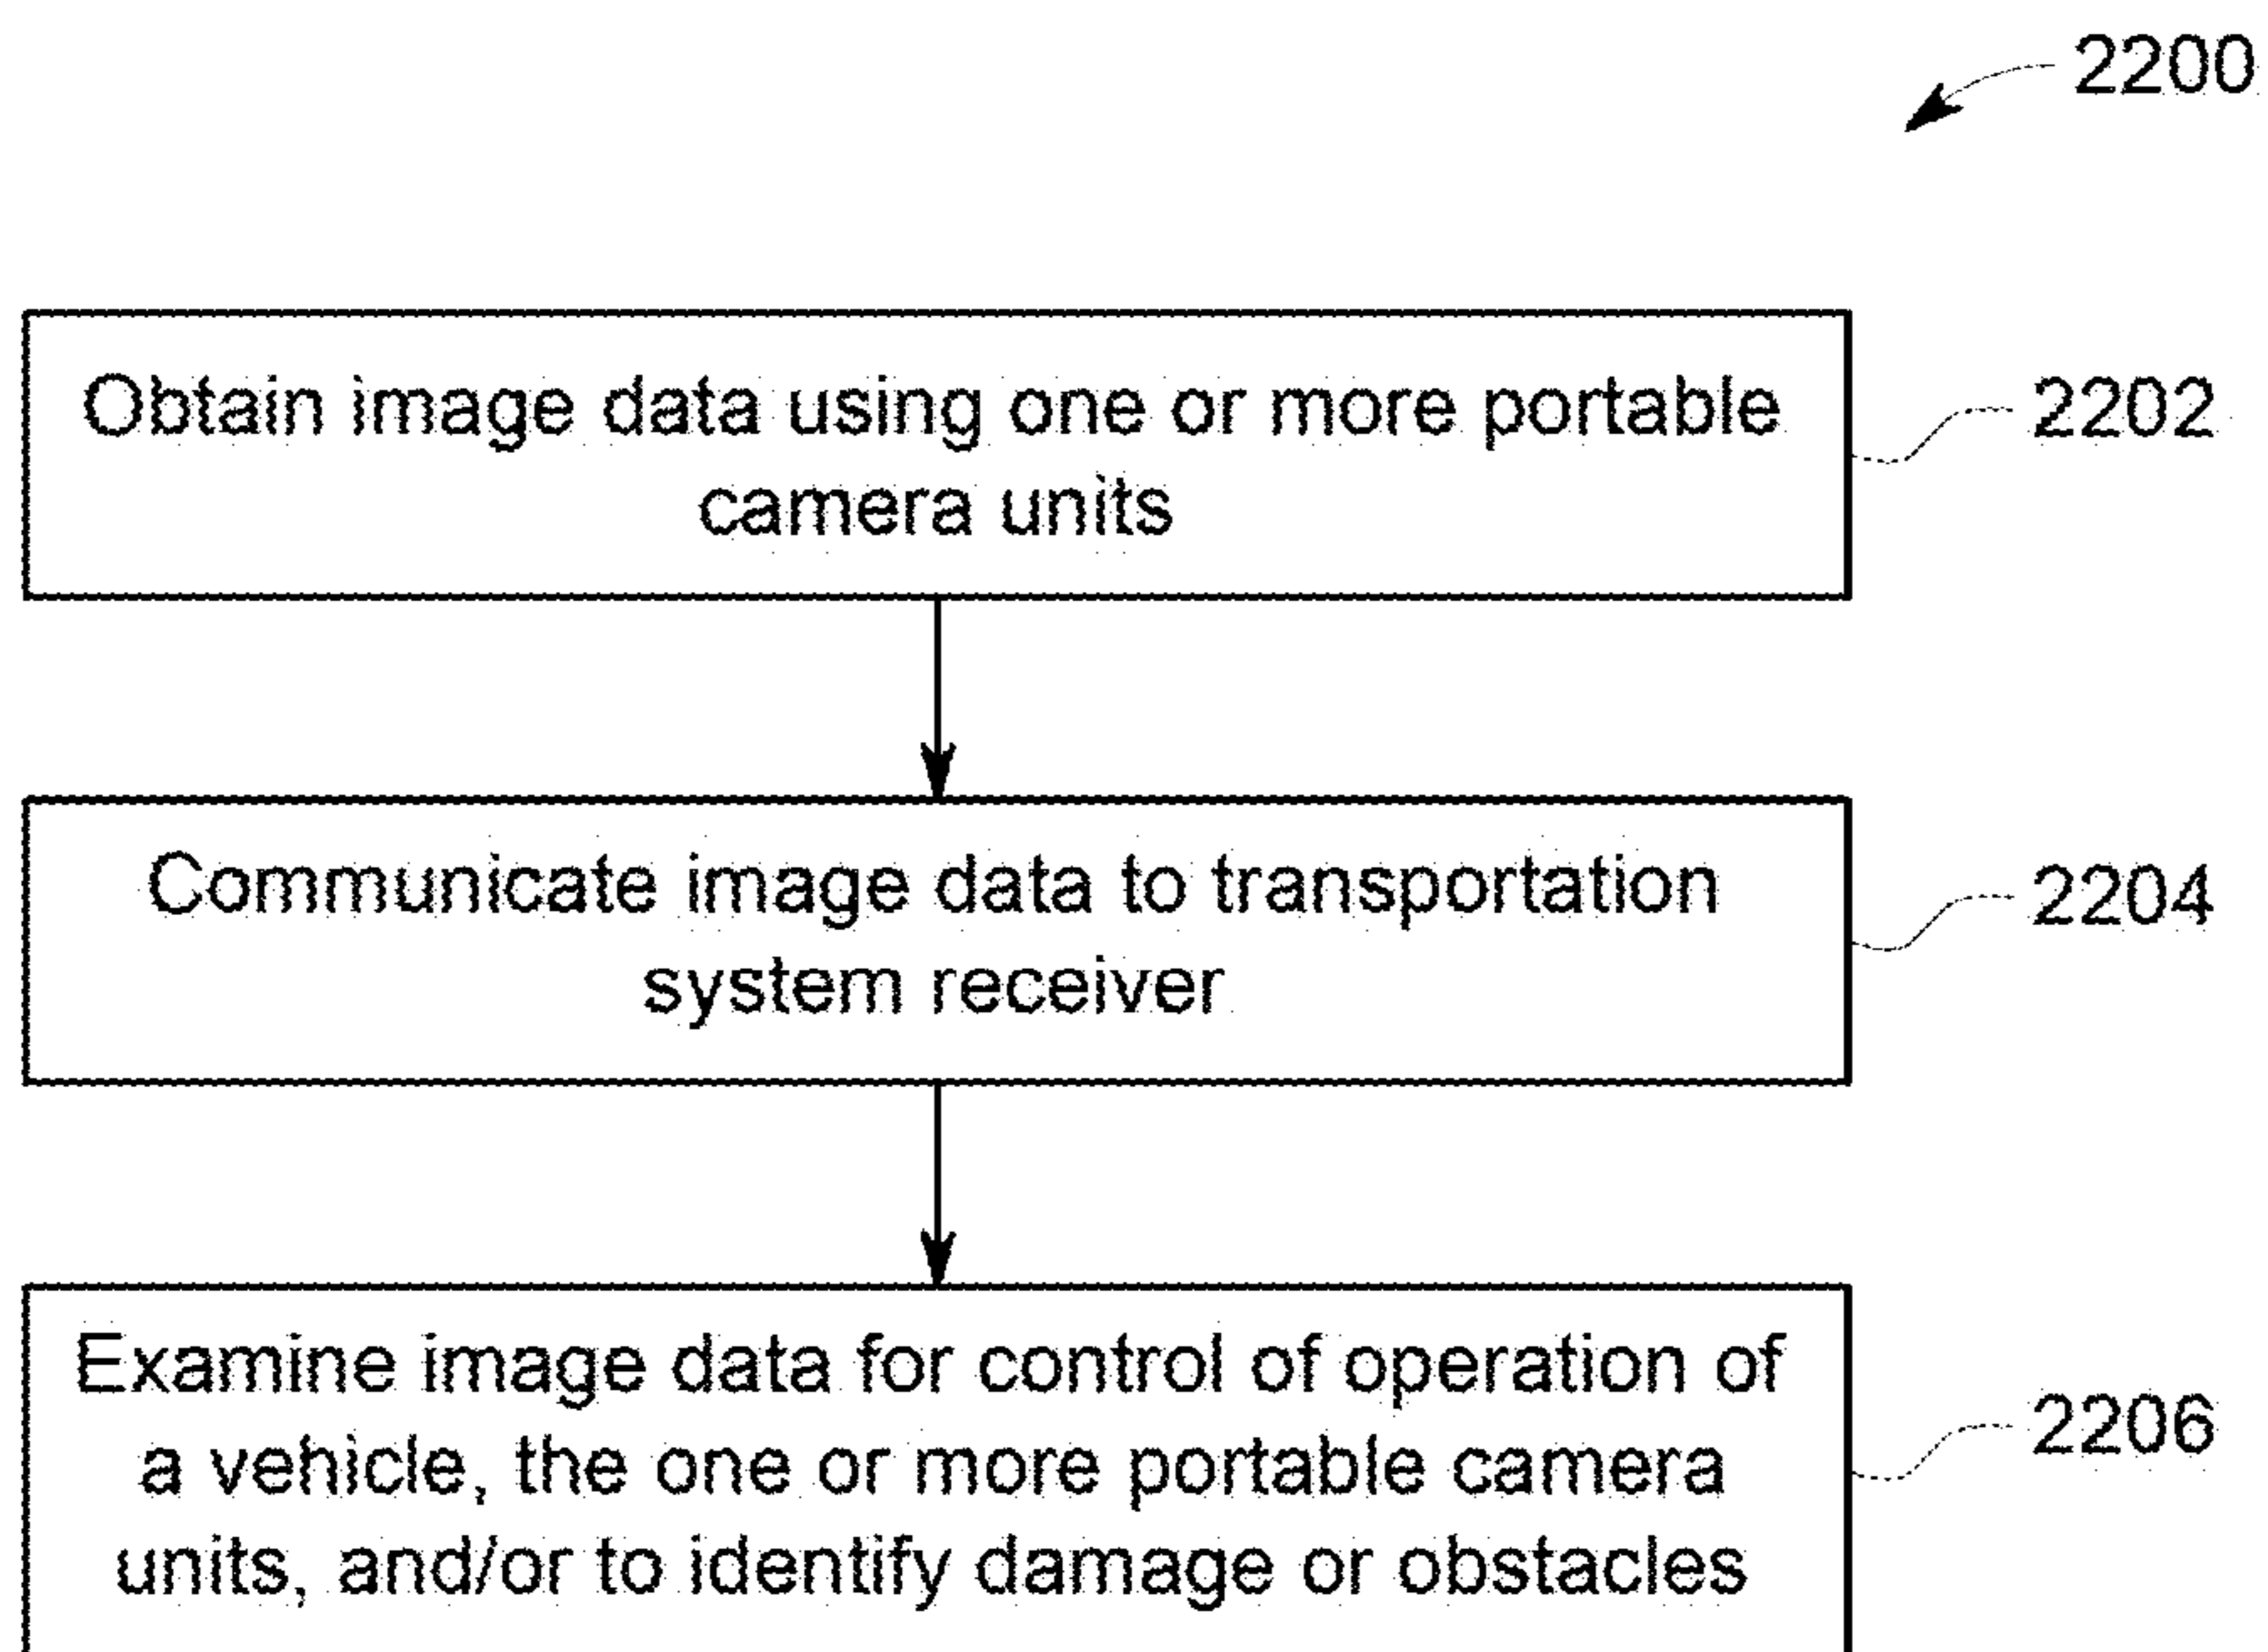 2200
Obtain image data using one or more portable
camera units
2202
Communicate image data to transportation
system receiver
2204
Examine image data for control of operation of
a vehicle, the one or more portable camera
units, and/or to identify damage or obstacles
2206